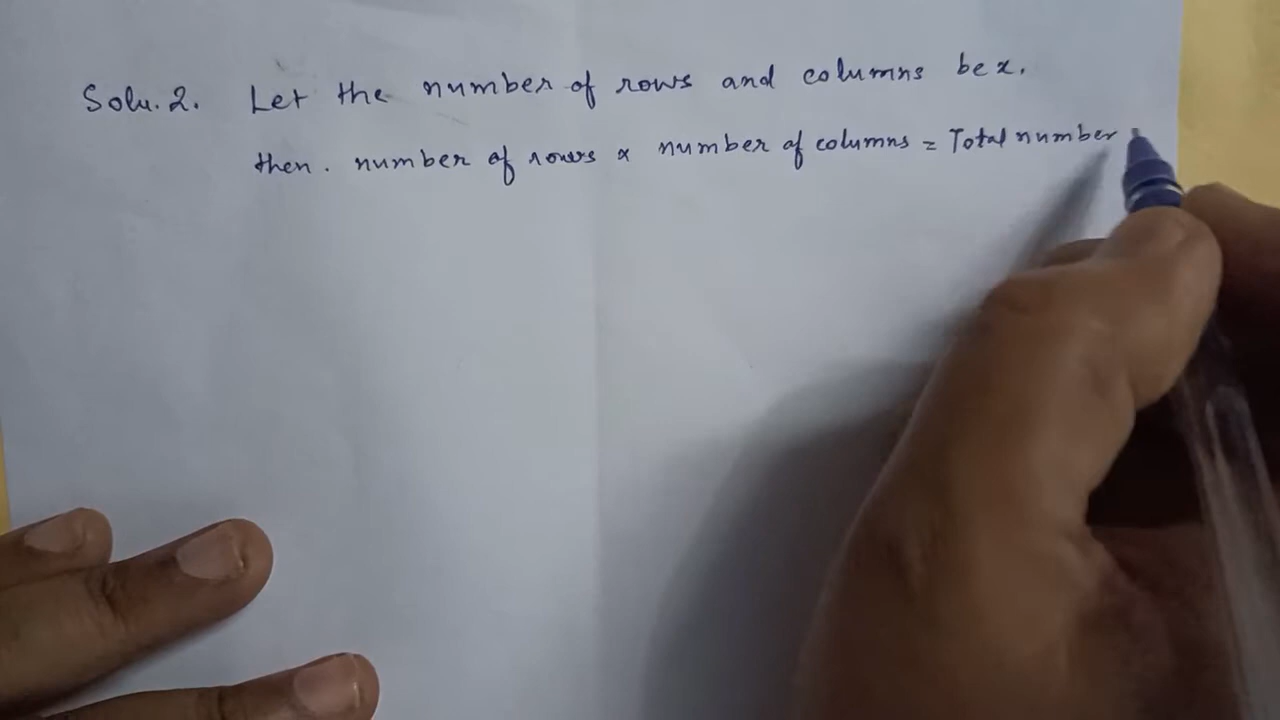 Solu. 2. Let the number of rows and columns be x.
then. number of rows x number of columns = Total number